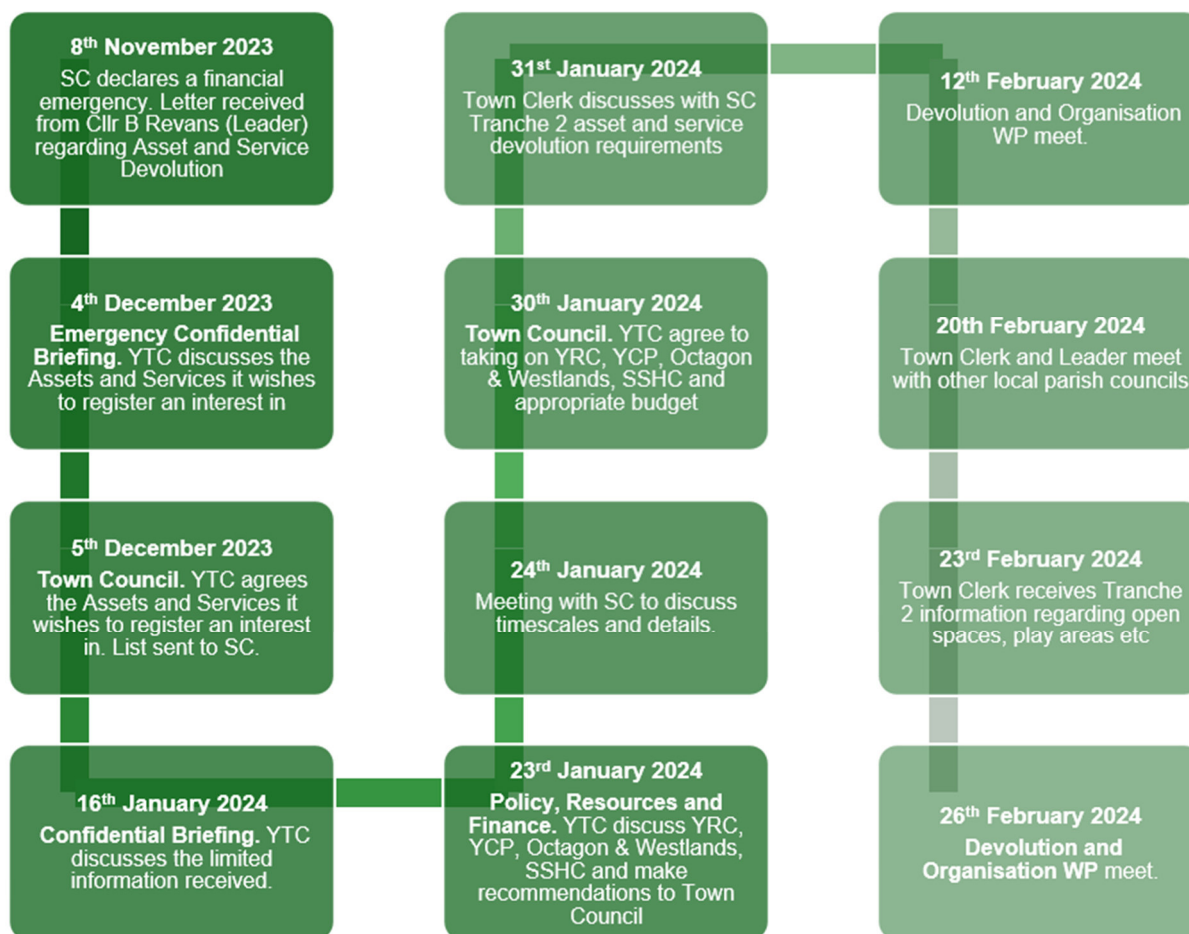 8th November 2023
SC declares a financial
emergency. Letter received
from Cllr B Revans (Leader)
regarding Asset and Service
Devolution
4th December 2023
Emergency Confidential
Briefing. YTC discusses the
Assets and Services it wishes
to register an interest in
5th December 2023
Town Council. YTC agrees
the Assets and Services it
wishes to register an interest
in. List sent to SC.
16th January 2024
Confidential Briefing. YTC
discusses the limited
information received.
23rd January 2024
Policy, Resources and
Finance. YTC discuss YRC,
YCP, Octagon & Westlands,
SSHC and make
recommendations to Town
Council
24th January 2024
Meeting with SC to discuss
timescales and details.
30th January 2024
Town Council. YTC agree to
taking on YRC, YCP, Octagon
& Westlands, SSHC and
appropriate budget
31st January 2024
Town Clerk discusses with SC
Tranche 2 asset and service
devolution requirements
12th February 2024
Devolution and Organisation
WP meet.
20th February 2024
Town Clerk and Leader meet
with other local parish councils
23rd February 2024
Town Clerk receives Tranche
2 information regarding open
spaces, play areas etc
26th February 2024
Devolution and
Organisation WP meet.